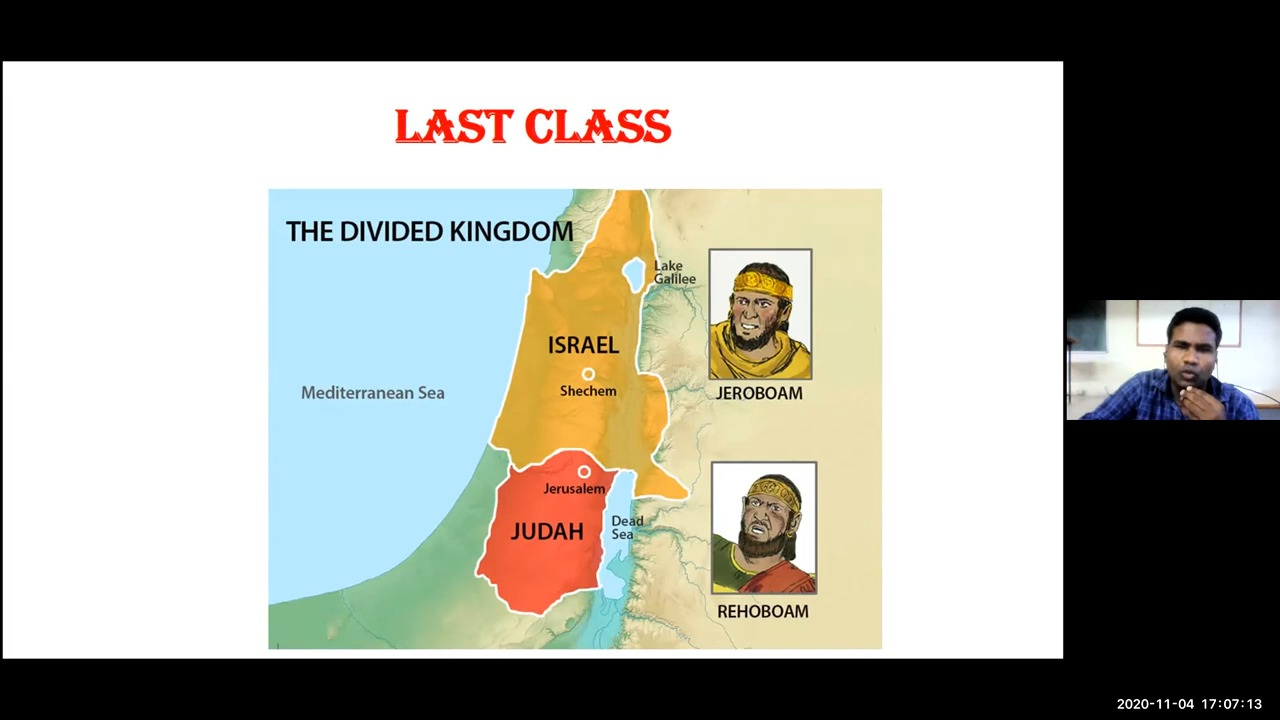 LAST CLASS
THE DIVIDED KINGDOM
Lake
Galilee
ISRAEL
Shechem
Mediterranean Sea
JEROBOAM
Jerusalem
JUDAH
Dead
Sea
REHOBOAM
2020-11-04 17:07:13